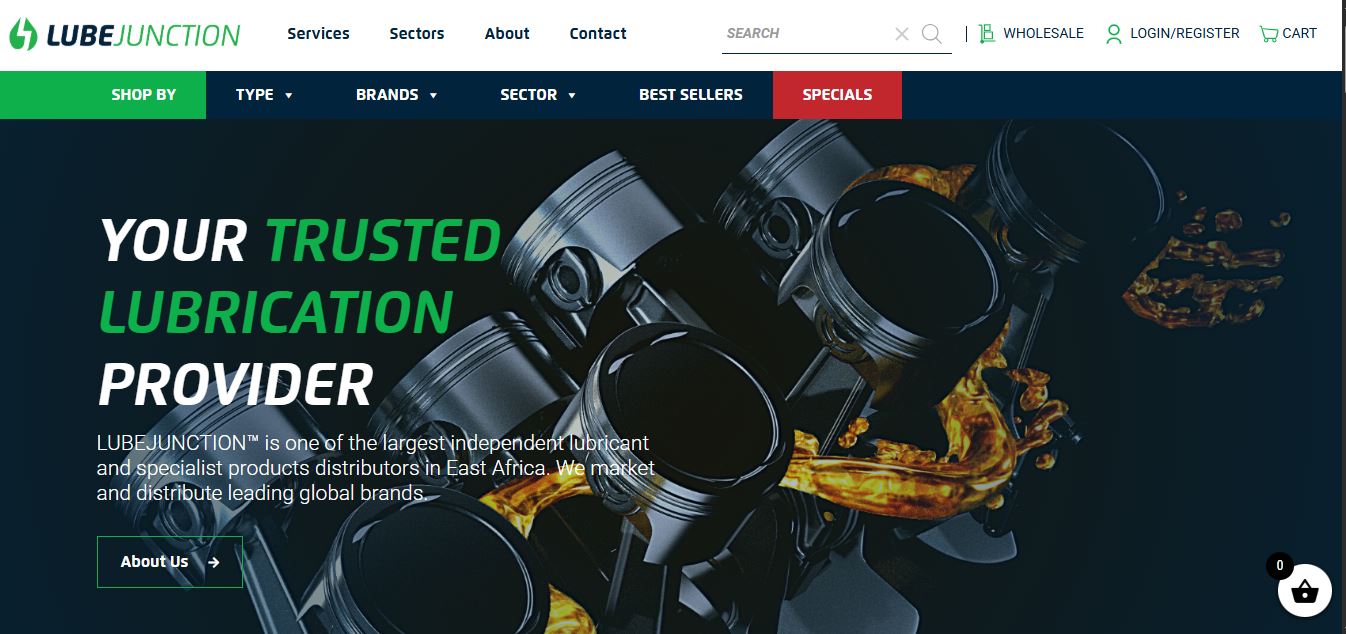 LUBEJUNCTION
Services Sectors About Contact
SEARCH
WHOLESALE LOGIN/REGISTER CART
SHOP BY TYPE BRANDS SECTOR BEST SELLERS SPECIALS
YOUR TRUSTED
LUBRICATION
PROVIDER
LUBEJUNCTION™ is one of the largest independent lubricant
and specialist products distributors in East Africa. We market
and distribute leading global brands.
About Us
0